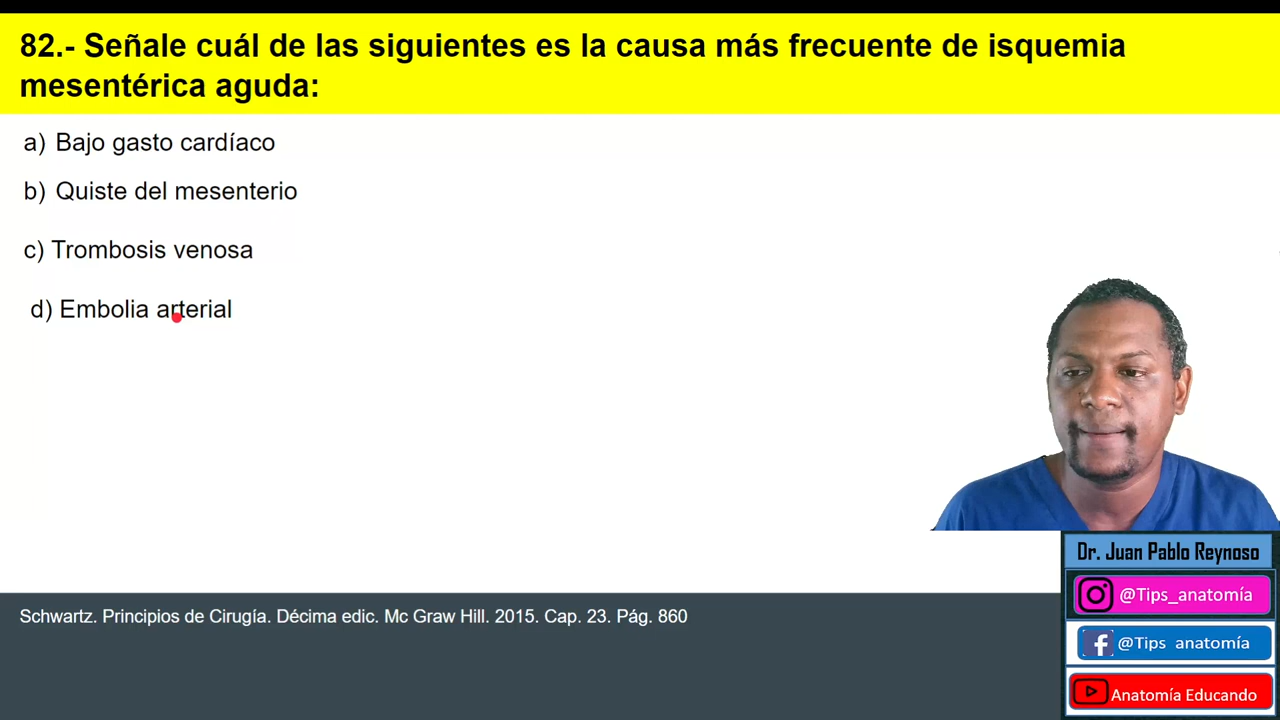 82.- Señale cuál de las siguientes es la causa más frecuente de isquemia
mesentérica aguda:
a) Bajo gasto cardíaco
b) Quiste del mesenterio
c) Trombosis venosa
d) Embolia arterial
Schwartz. Principios de Cirugía. Décima edic. Mc Graw Hill. 2015. Cap. 23. Pág. 860
Dr. Juan Pablo Reynoso
@Tips_anatomía
@Tips anatomía
Anatomía Educando